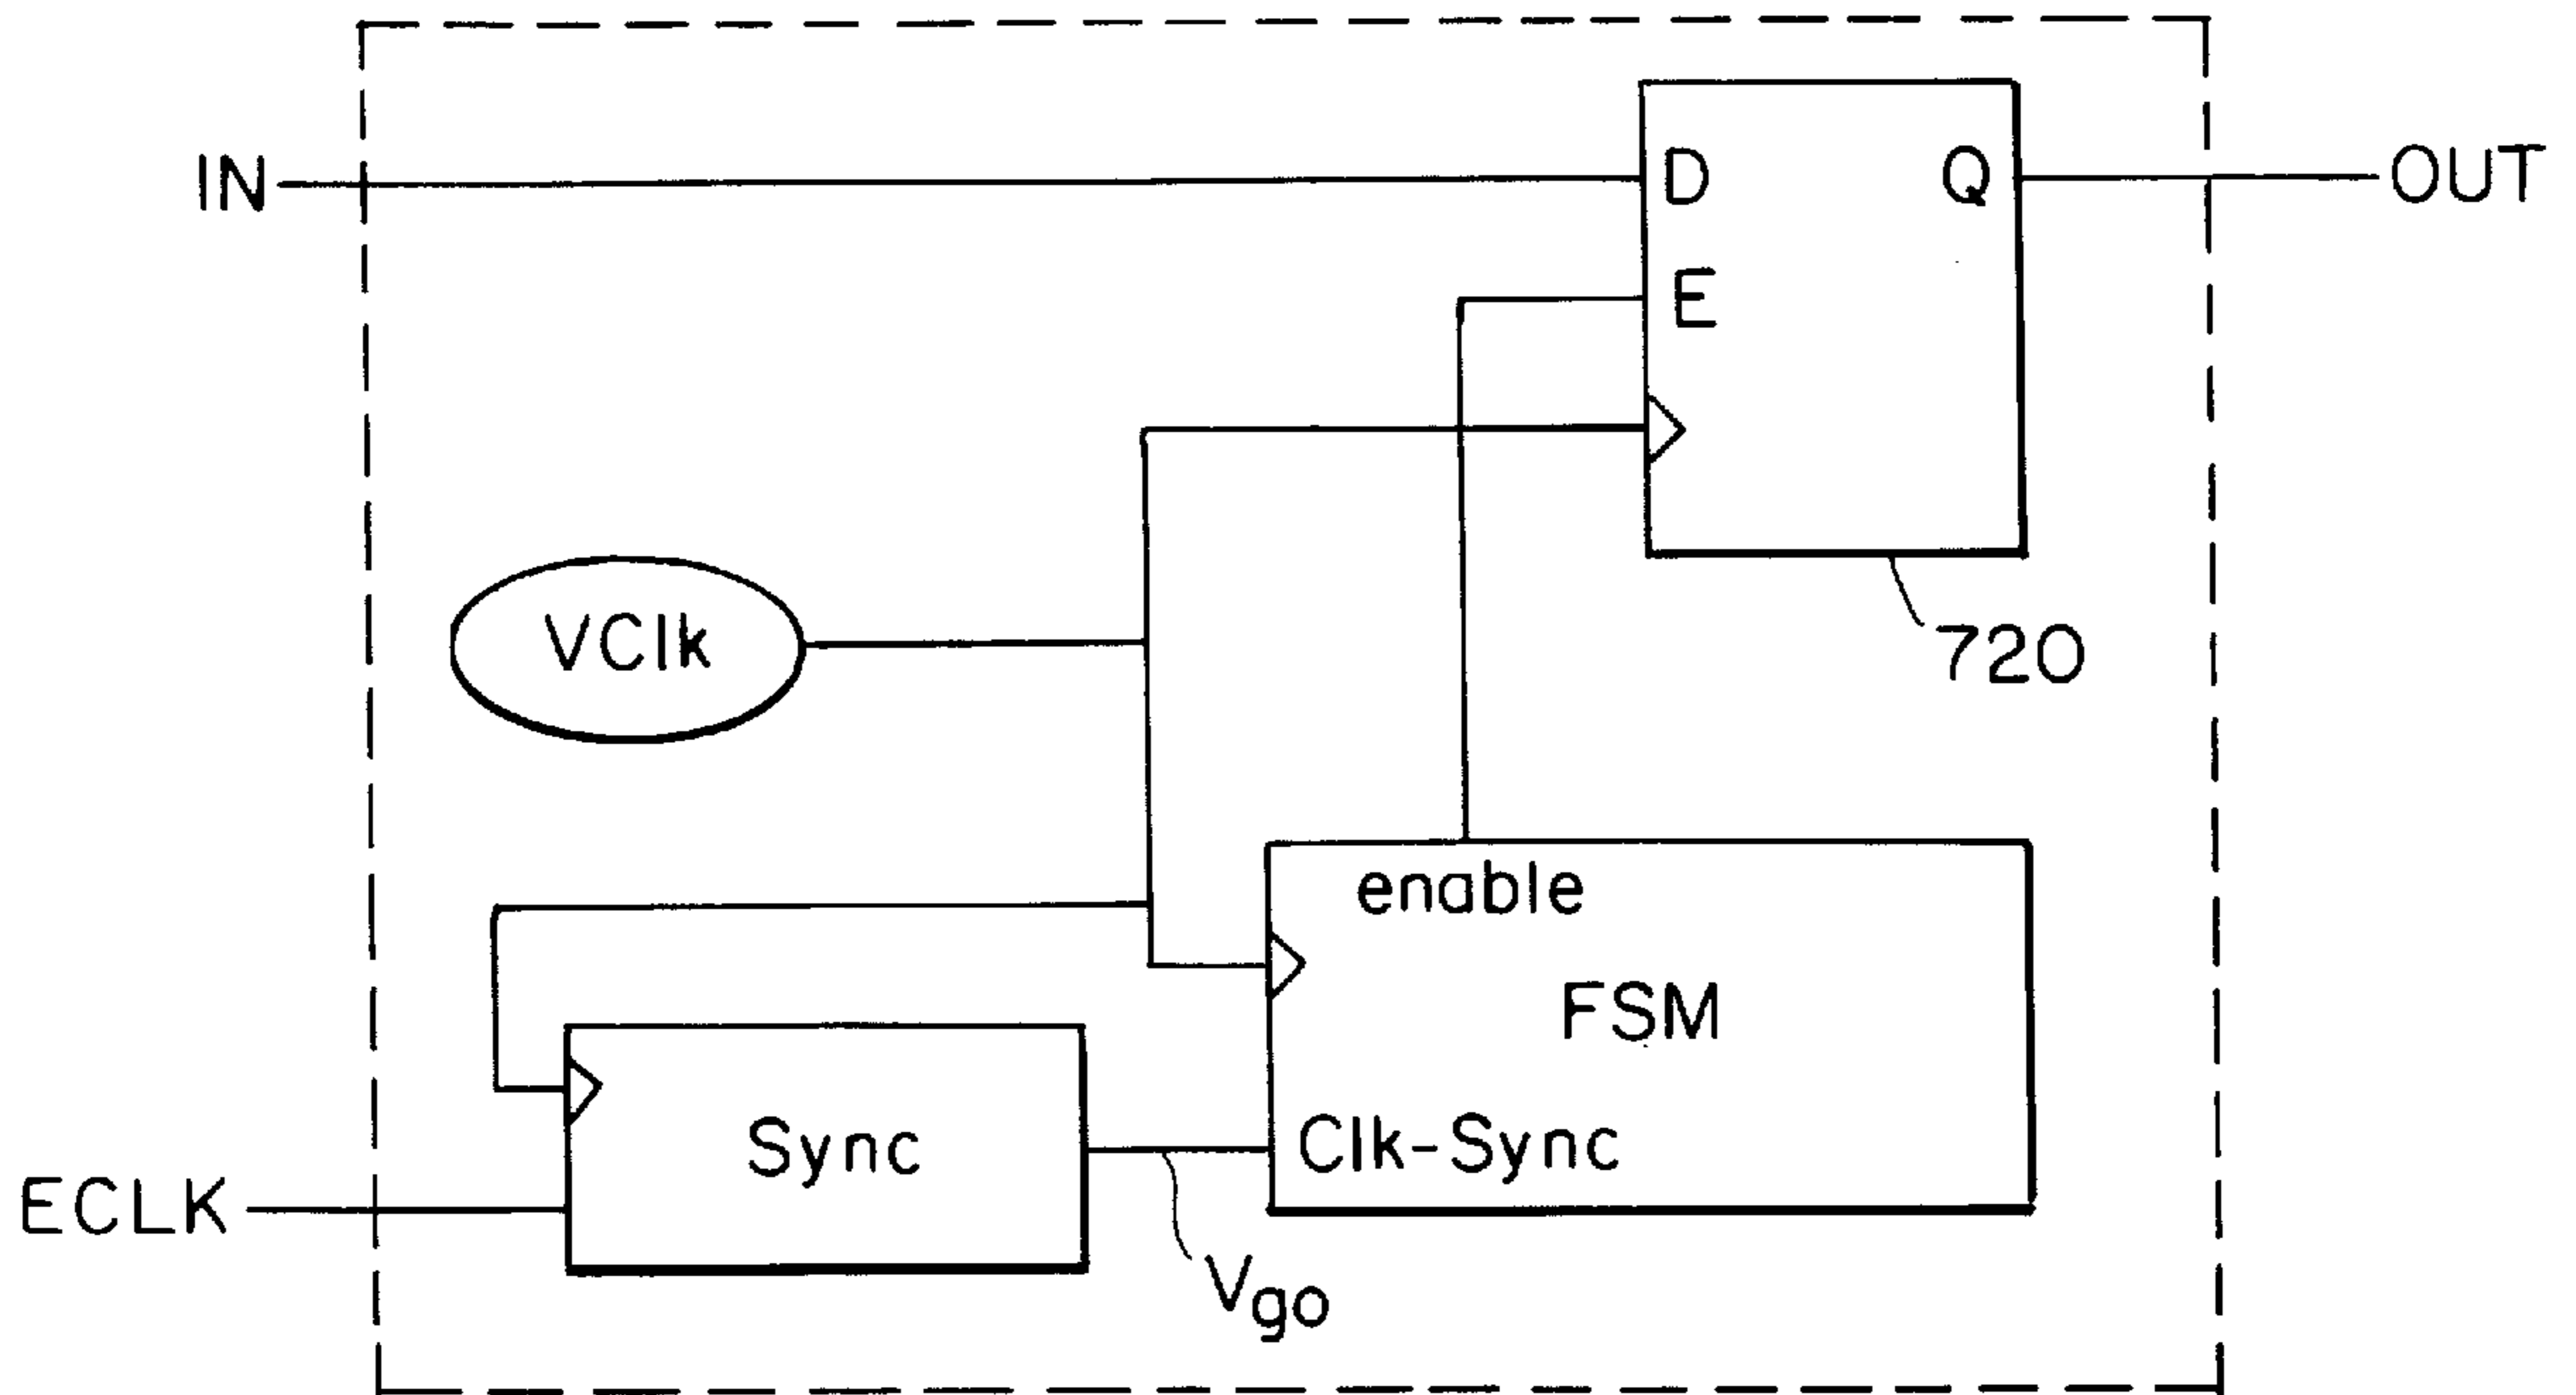 IN
D
Q
OUT
E
VClk
720
enable
FSM
Sync
Clk-Sync
ECLK
Vgo